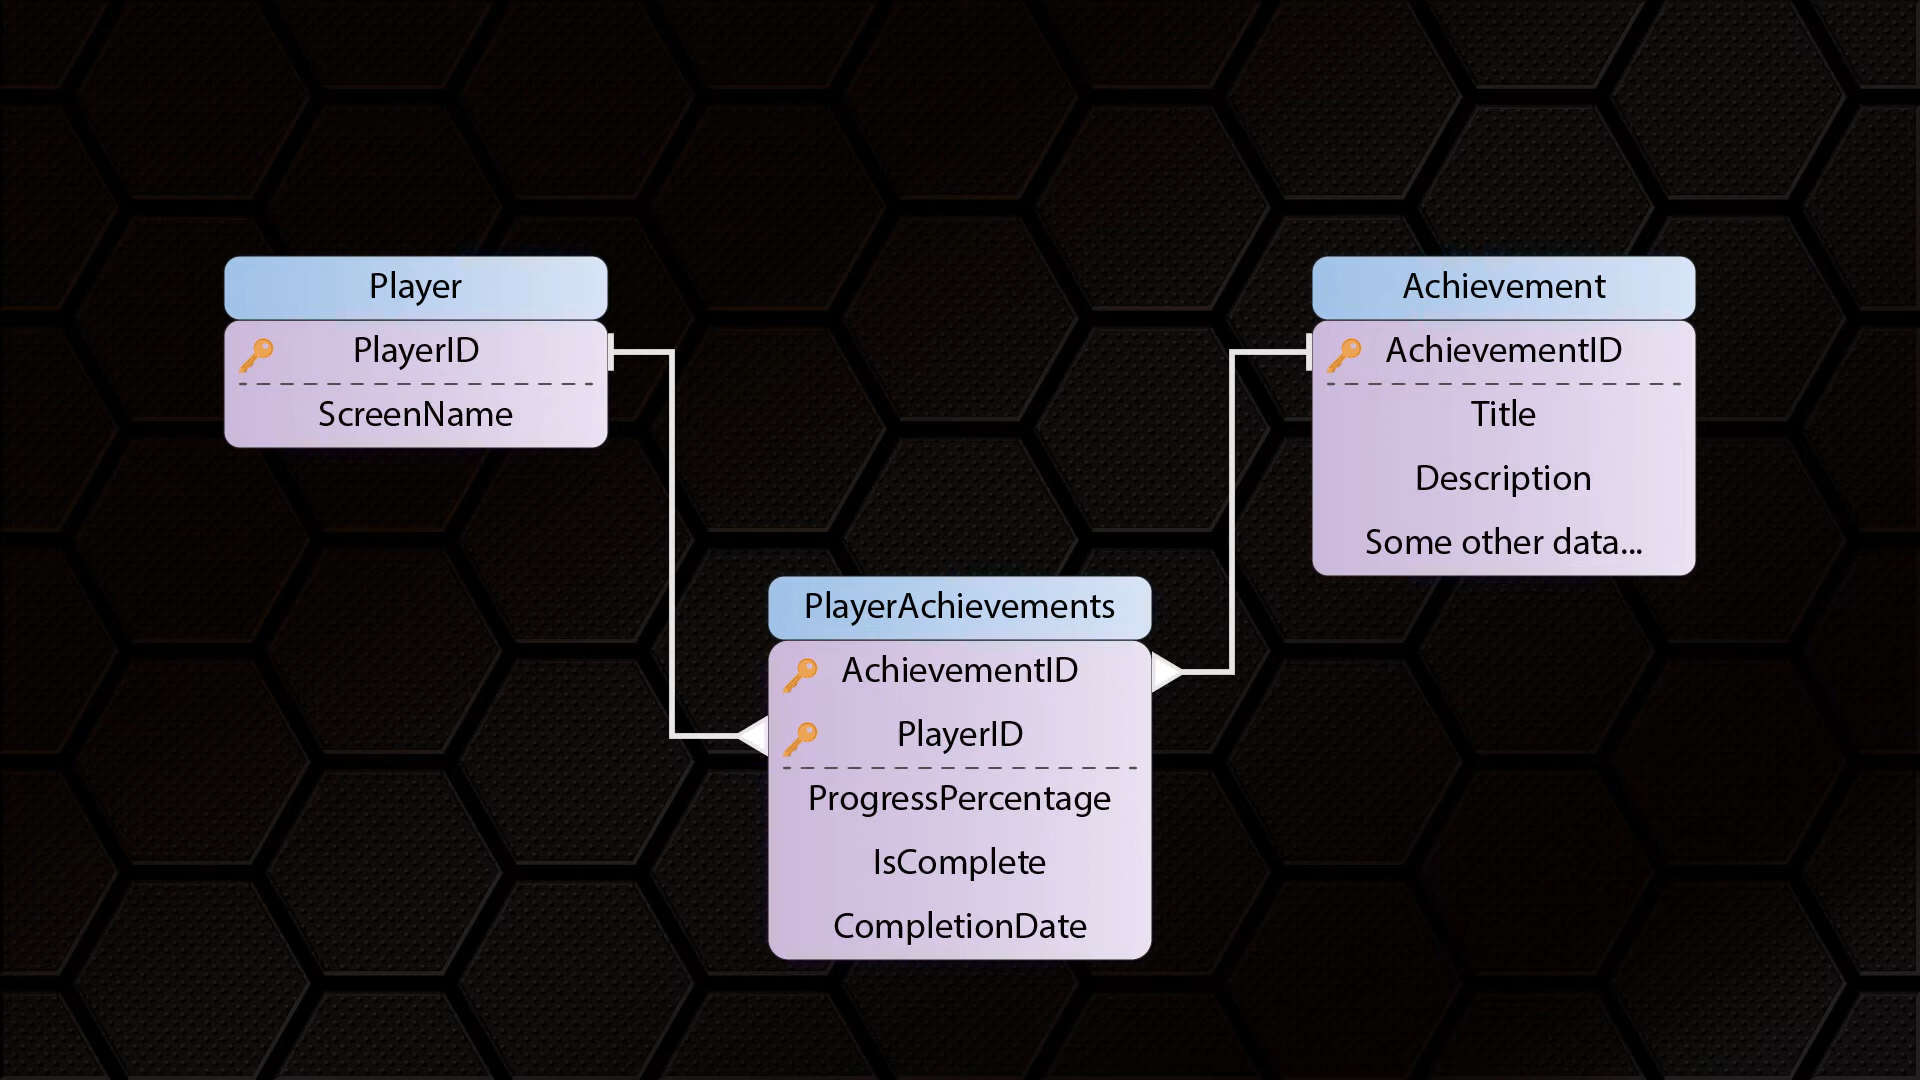 Player
PlayerID
ScreenName
Achievement
AchievementID
Title
Description
Some other data...
PlayerAchievements
AchievementID
PlayerID
ProgressPercentage
IsComplete
CompletionDate